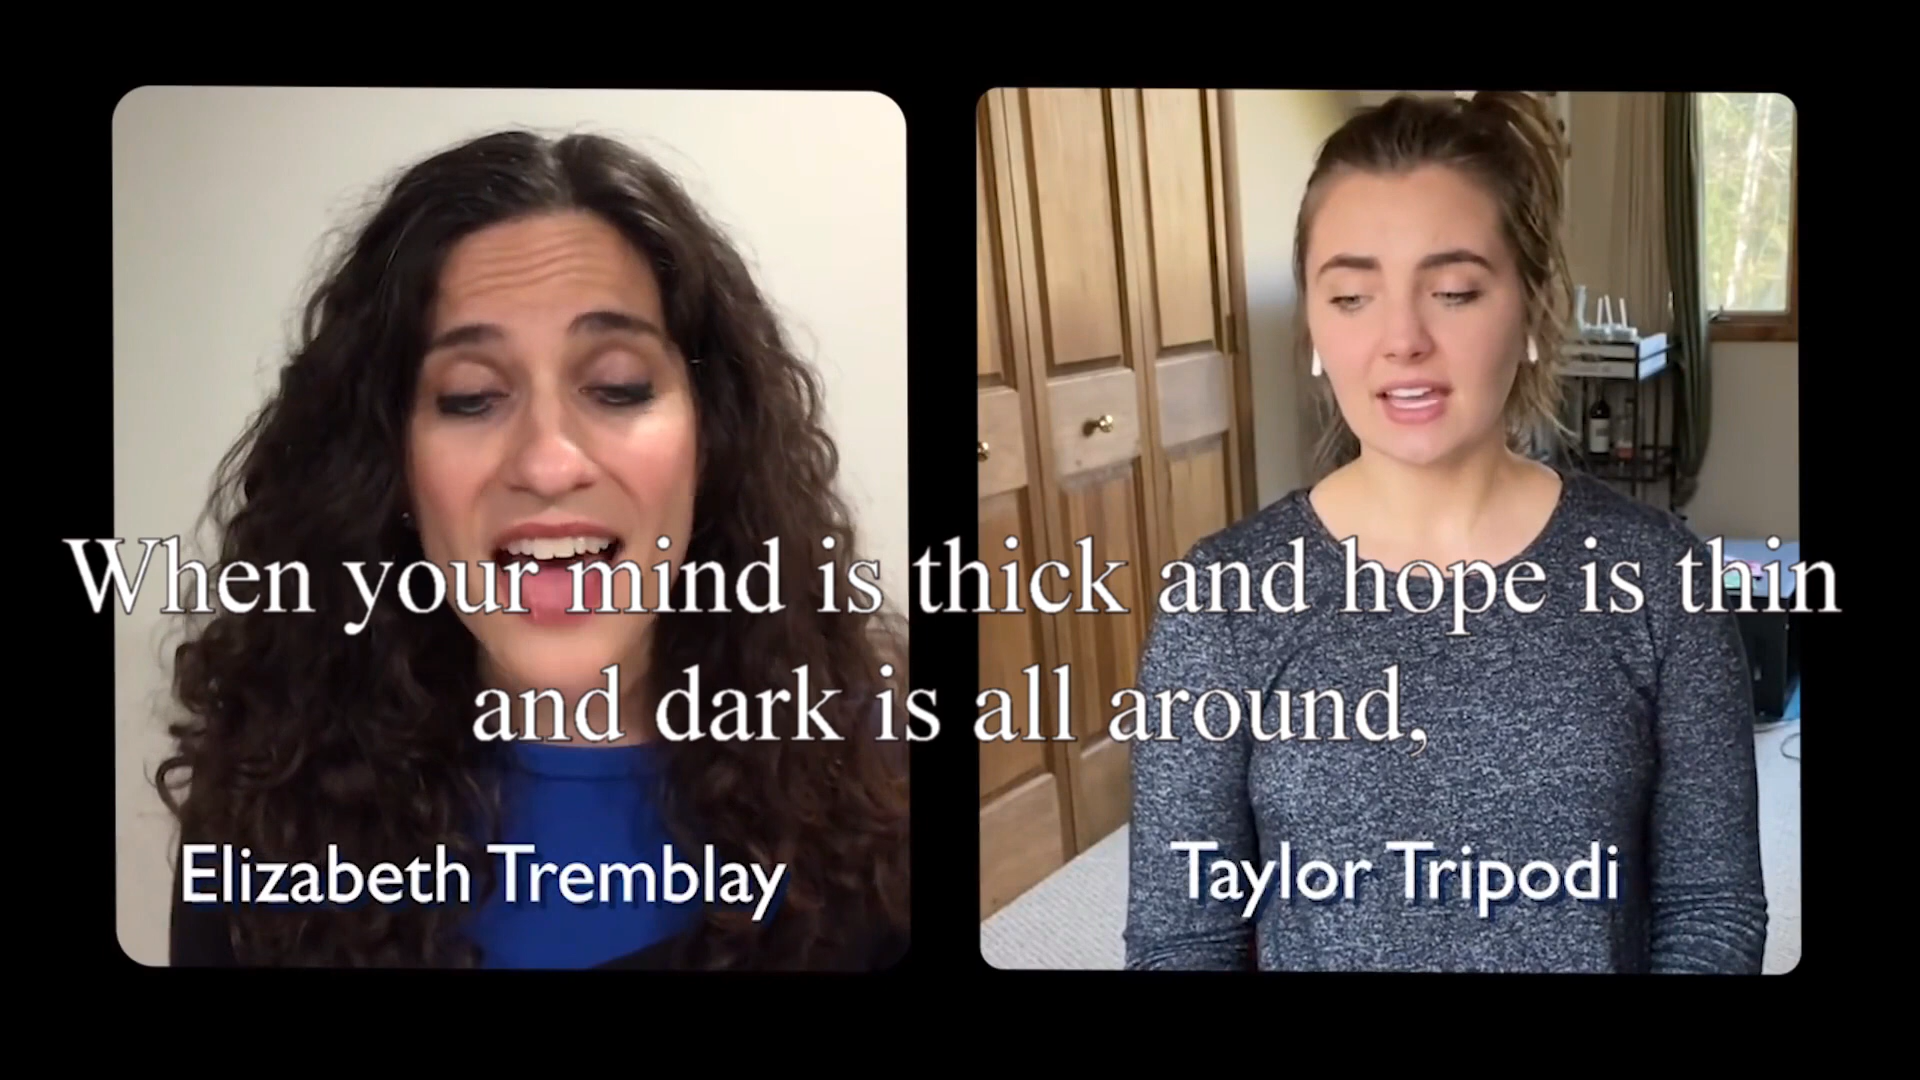 When your mind is thick and hope is thin
and dark is all around,
Elizabeth Tremblay
Taylor Tripodi